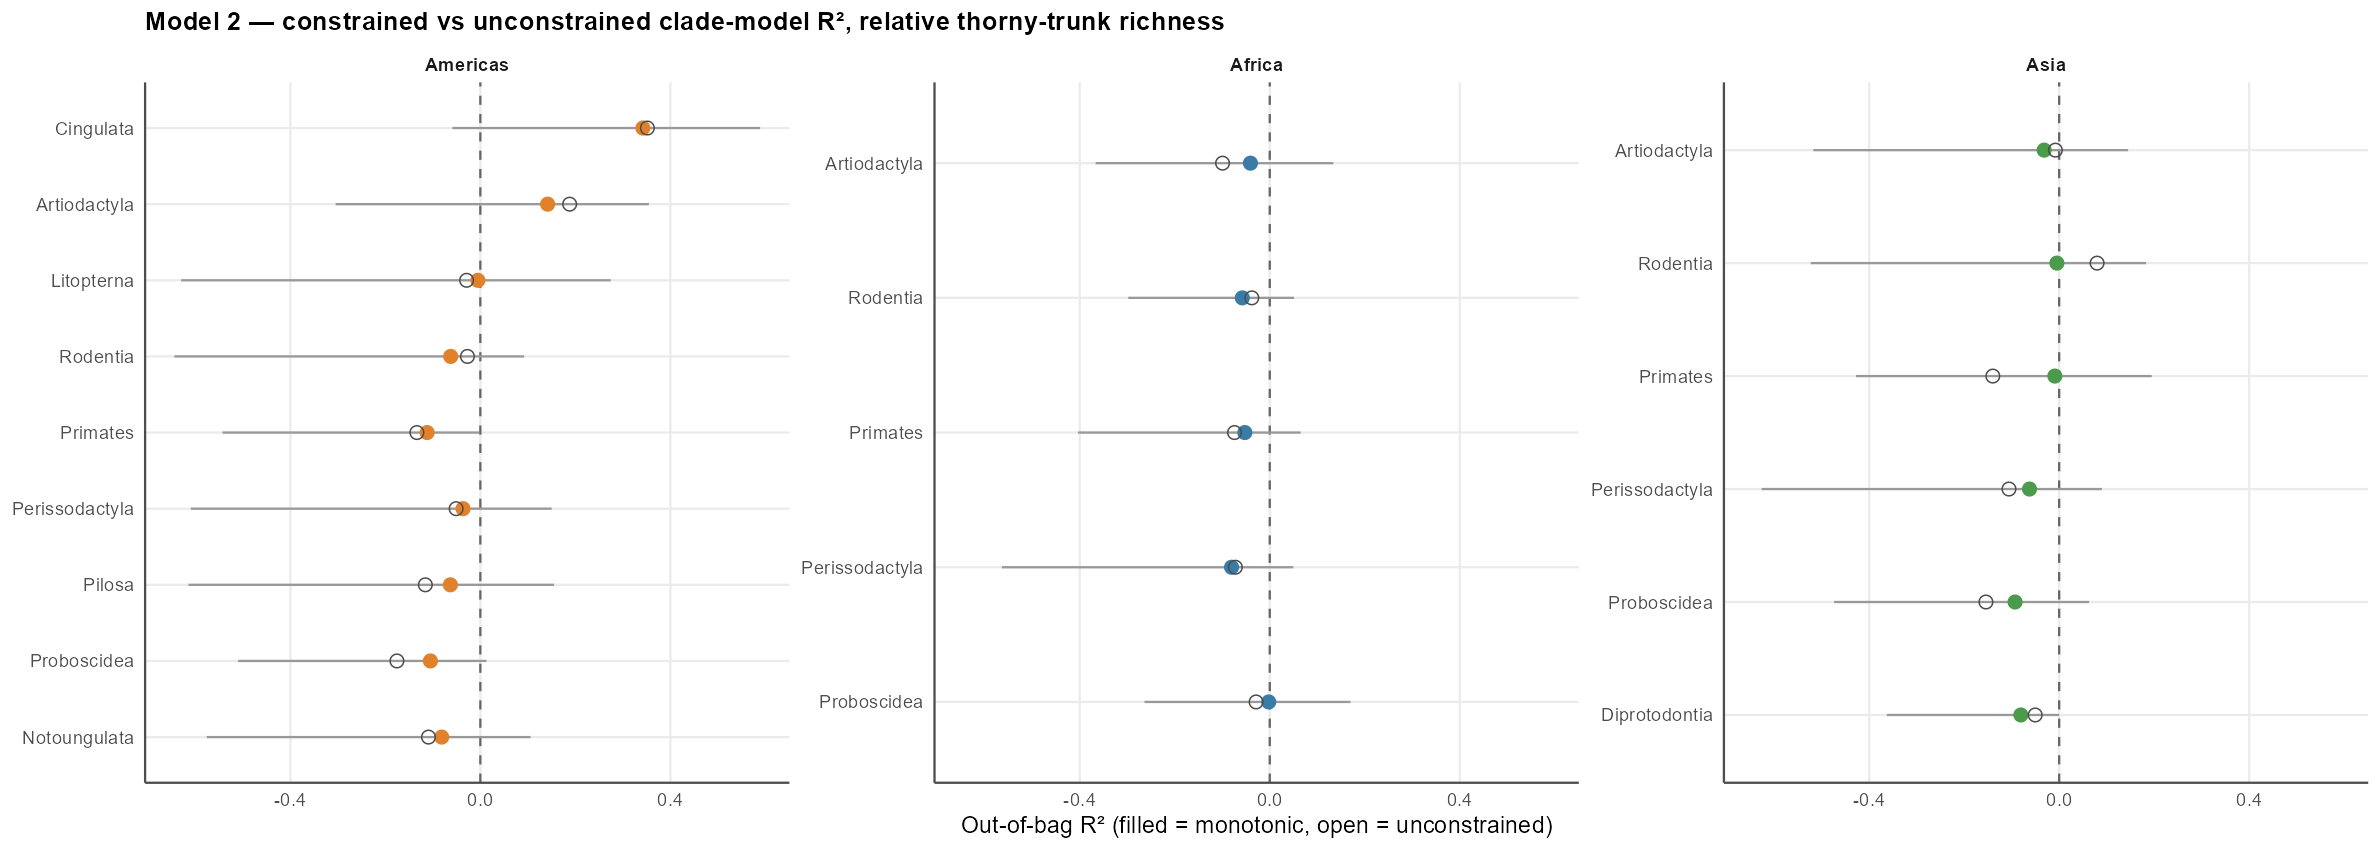 Model 2 — constrained vs unconstrained clade-model R², relative thorny-trunk richness
Americas
Cingulata
Artiodactyla
Litopterna
Rodentia
Primates
Perissodactyla
Pilosa
Proboscidea
Notoungulata
-0.4 0.0 0.4
Africa
Artiodactyla
Rodentia
Primates
Perissodactyla
Proboscidea
-0.4 0.0 0.4
Asia
Artiodactyla
Rodentia
Primates
Perissodactyla
Proboscidea
Diprotodontia
-0.4 0.0 0.4
Out-of-bag R² (filled = monotonic, open = unconstrained)